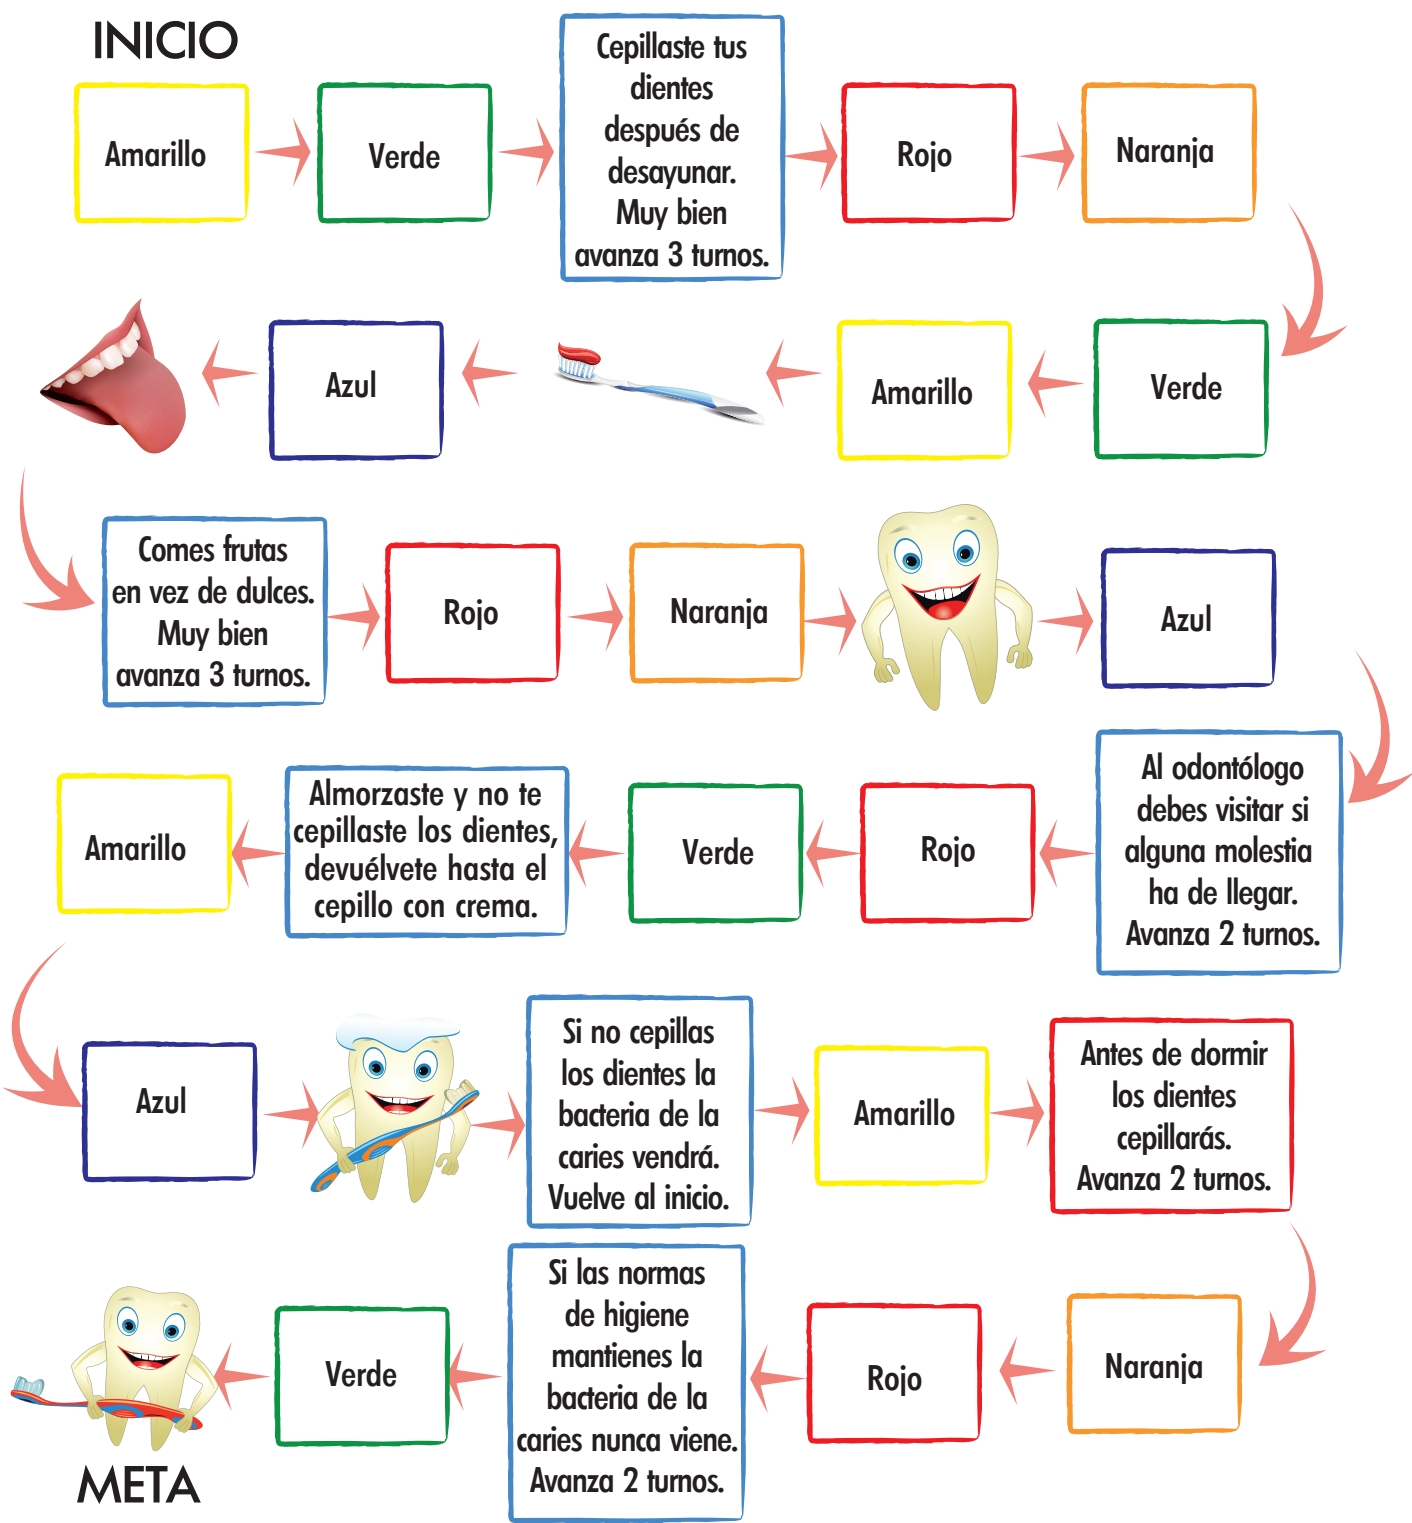 INICIO
Amarillo
Verde
Cepillaste tus
dientes
después de
desayunar.
Muy bien
avanza 3 turnos.
Rojo
Naranja
Verde
Amarillo
Azul
Comes frutas
en vez de dulces.
Muy bien
avanza 3 turnos.
Rojo
Naranja
Azul
Al odontólogo
debes visitar si
alguna molestia
ha de llegar.
Avanza 2 turnos.
Rojo
Verde
Almorzaste y no te
cepillaste los dientes,
devuélvete hasta el
cepillo con crema.
Amarillo
Azul
Si no cepillas
los dientes la
bacteria de la
caries vendrá.
Vuelve al inicio.
Amarillo
Antes de dormir
los dientes
cepillarás.
Avanza 2 turnos.
Naranja
Rojo
Si las normas
de higiene
mantienes la
bacteria de la
caries nunca viene.
Avanza 2 turnos.
Verde
META